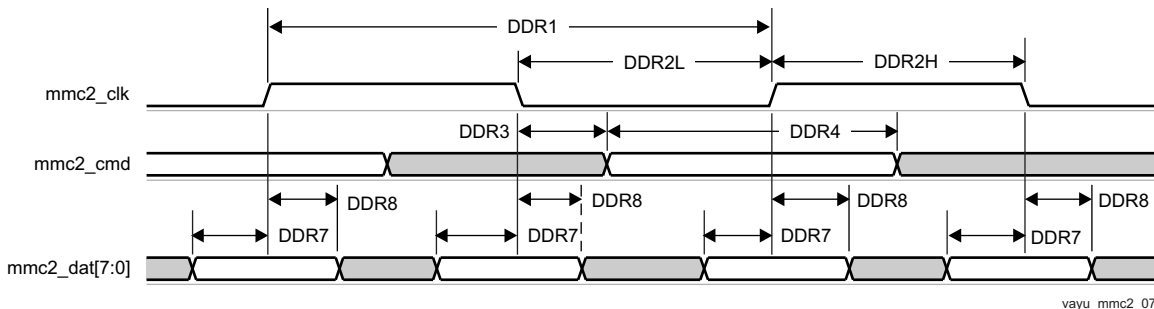 DDR1
DDR2L DDR2H
mmc2_clk
DDR3 DDR4
mmc2_cmd
DDR8 DDR8 DDR8 DDR8
DDR7 DDR7 DDR7 DDR7
mmc2_dat[7:0]
vayu_mmc2_07